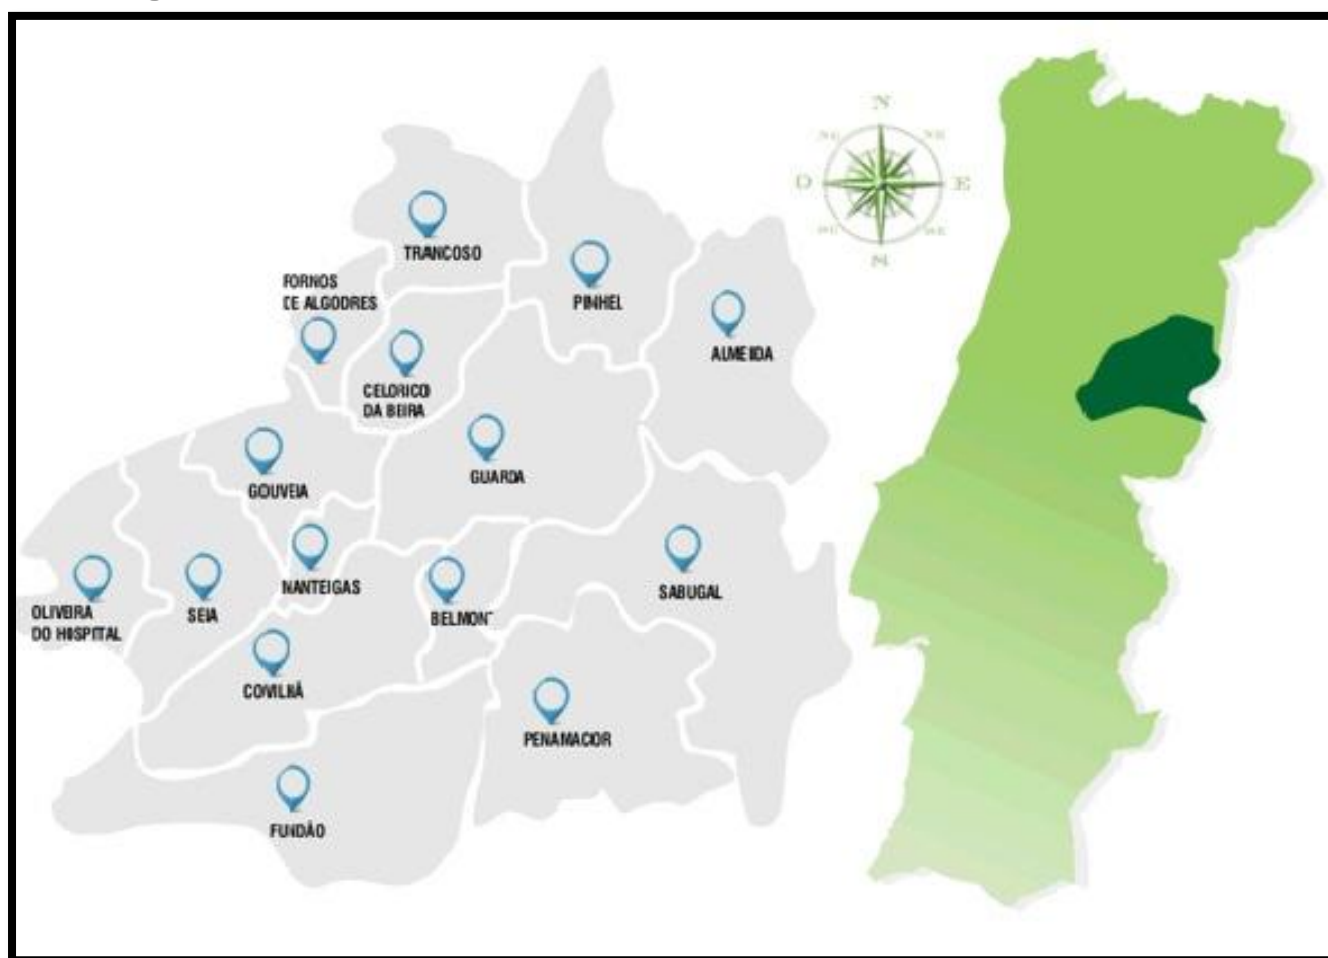 TRANCOSO
FORNOS
DE ALGODRES
PINHEL
ALMEIDA
CELORICO
DA BEIRA
GOUVEIA
GUARDA
MANTEIGAS
SABUGAL
OLIVEIRA
DO HOSPITAL
SEIA
BELMONT
COVILHÃ
PENAMACOR
FUNDÃO
N
O
E